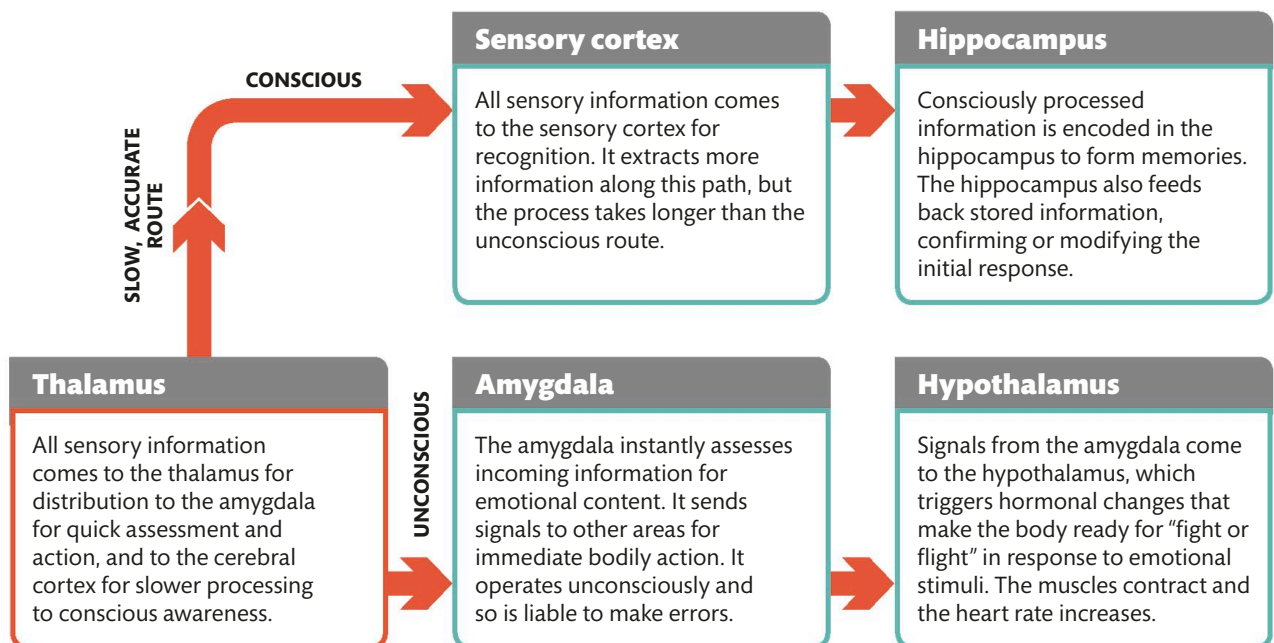 CONSCIOUS
SLOW, ACCURATE
ROUTE
Sensory cortex
All sensory information comes
to the sensory cortex for
recognition. It extracts more
information along this path, but
the process takes longer than the
unconscious route.
Hippocampus
Consciously processed
information is encoded in the
hippocampus to form memories.
The hippocampus also feeds
back stored information,
confirming or modifying the
initial response.
Thalamus
All sensory information
comes to the thalamus for
distribution to the amygdala
for quick assessment and
action, and to the cerebral
cortex for slower processing
to conscious awareness.
UNCONSCIOUS
Amygdala
The amygdala instantly assesses
incoming information for
emotional content. It sends
signals to other areas for
immediate bodily action. It
operates unconsciously and
so is liable to make errors.
Hypothalamus
Signals from the amygdala come
to the hypothalamus, which
triggers hormonal changes that
make the body ready for “fight or
flight” in response to emotional
stimuli. The muscles contract and
the heart rate increases.